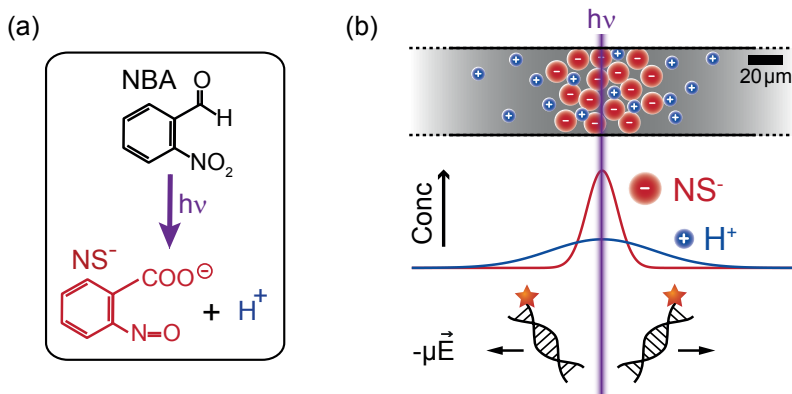 (a)
NBA
O
H
NO₂
hν
NS⁻
COO⊖
N=O
+ H⁺
(b)
hν
20 µm
Conc
NS⁻
H⁺
-μE⃗